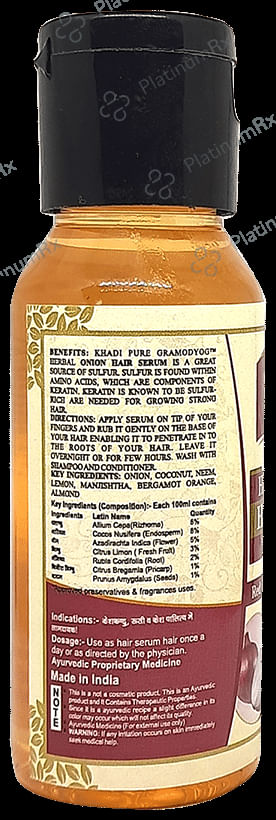 BENEFITS: KHADI PURE GRAMODYOG™
HERBAL ONION HAIR SERUM IS A GREAT
SOURCE OF SULFUR. SULFUR IS FOUND WITHIN
AMINO ACIDS, WHICH ARE COMPONENTS OF
KERATIN. KERATIN IS KNOWN TO BE SULFUR-
RICH ARE NEEDED FOR GROWING STRONG
HAIR.
DIRECTIONS: APPLY SERUM ON TIP OF YOUR
FINGERS AND RUB IT GENTLY ON THE BASE OF
YOUR HAIR ENABLING IT TO PENETRATE IN TO
THE ROOTS OF YOUR HAIR. LEAVE IT
OVERNIGHT OR FOR FEW HOURS. WASH WITH
SHAMPOO AND CONDITIONER.
KEY INGREDIENTS: ONION, COCONUT, NEEM,
LEMON, MANJISHTHA, BERGAMOT ORANGE,
ALMOND
Key Ingredients (Composition):- Each 100ml contains
Ingredients Latin Name Quantity
Allium Cepa(Rizhoma) 8%
Cocos Nusifera (Endosperm) 8%
Azadirachta Indica (Flower) 5%
Citrus Limon ( Fresh Fruit) 3%
Rubia Cordifolia (Root) 2%
Citrus Bregamia (Pricarp) 1%
Prunus Amygdalus (Seeds) 1%
preservatives & fragrances uses.
Indications:-
Dosage:- Use as hair serum hair once a
day or as directed by the physician.
Ayurvedic Proprietary Medicine
Made in India
NOTE
This is a not a cosmetic product. This is an Ayurvedic
product and it Contains Therapeutic Properties.
Since it is a ayurvedic recipe a slight difference in its
color may occur which will not affect its quality.
Ayurvedic Medicine (For external use only)
WARNING: If any irritation occurs on skin immediately
seek medical help.
PlatinumRx